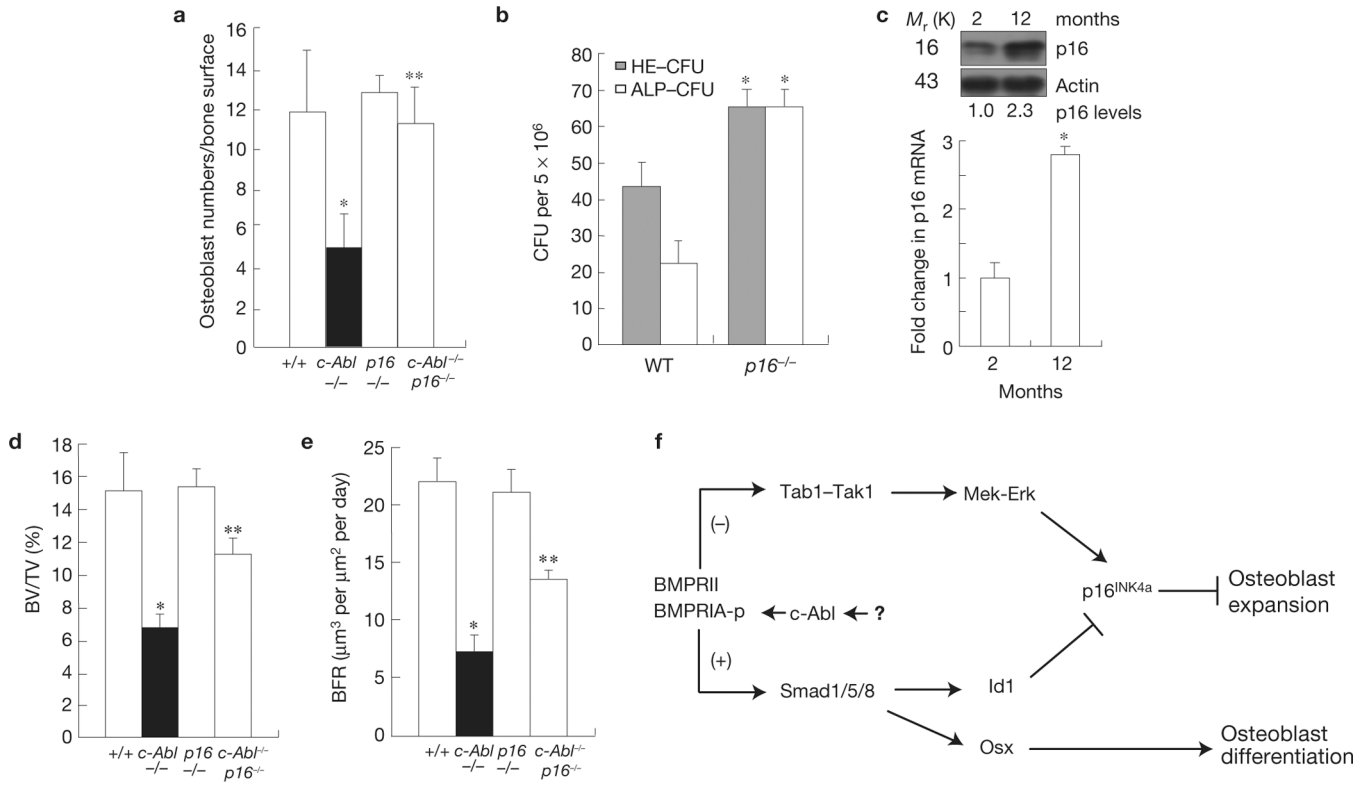 a
Osteoblast numbers/bone surface
16
14
12
10
8
6
4
2
0
*
**
+/+ c-Abl p16 c-Abl–/–
–/– –/– p16–/–
b
CFU per 5 × 10⁶
80
70
60
50
40
30
20
10
0
HE–CFU
ALP–CFU
* *
WT p16–/–
c
Mr (K) 2 12 months
16 p16
43 Actin
1.0 2.3 p16 levels
Fold change in p16 mRNA
3
2
1
0
*
2 12
Months
d
BV/TV (%)
18
16
14
12
10
8
6
4
2
0
*
**
+/+ c-Abl p16 c-Abl–/–
–/– –/– p16–/–
e
BFR (μm³ per μm² per day)
25
20
15
10
5
0
*
**
+/+ c-Abl p16 c-Abl–/–
–/– –/– p16–/–
f
Tab1–Tak1 Mek-Erk
(–)
BMPRII
BMPRIA-p c-Abl ?
p16INK4a Osteoblast
expansion
(+)
Smad1/5/8 Id1
Osx Osteoblast
differentiation